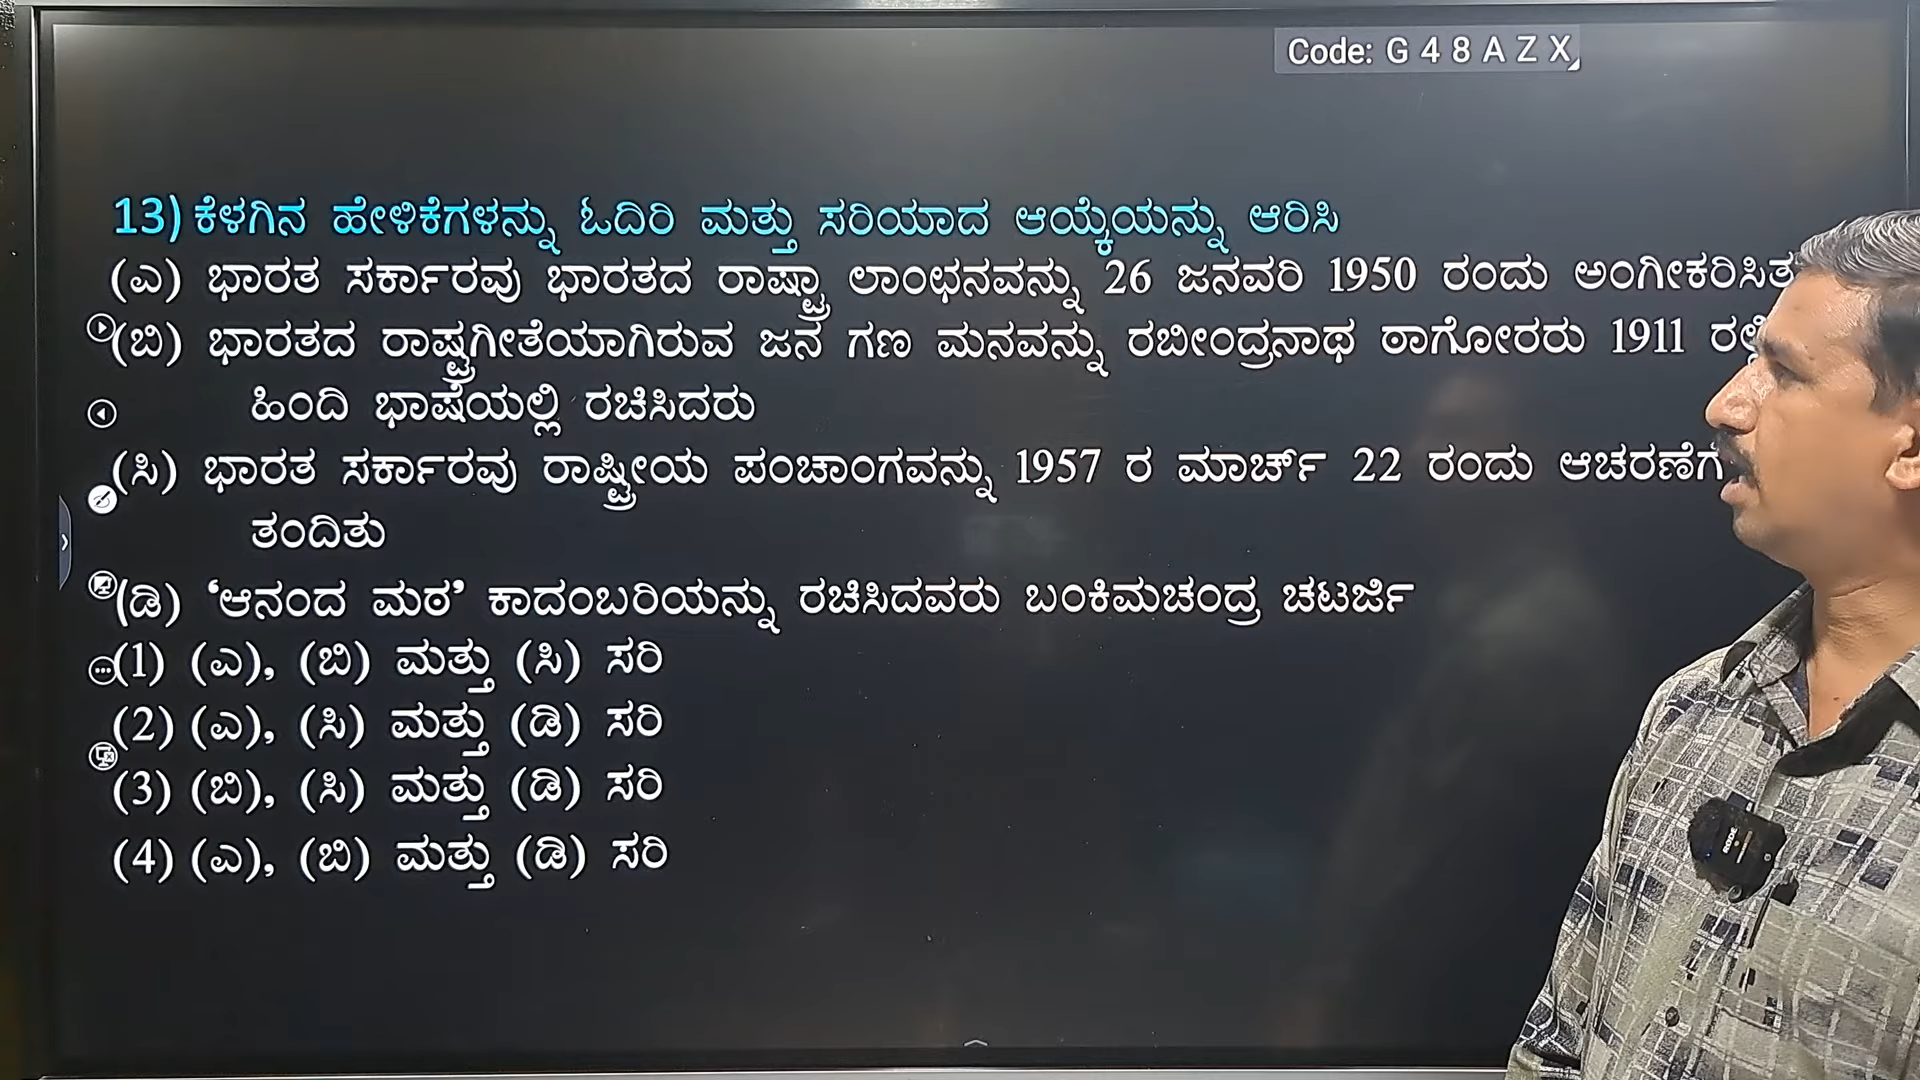 Code: G 4 8 A Z X
13) ಕೆಳಗಿನ ಹೇಳಿಕೆಗಳನ್ನು ಓದಿರಿ ಮತ್ತು ಸರಿಯಾದ ಆಯ್ಕೆಯನ್ನು ಆರಿಸಿ
(ಎ) ಭಾರತ ಸರ್ಕಾರವು ಭಾರತದ ರಾಷ್ಟ್ರಾ ಲಾಂಛನವನ್ನು 26 ಜನವರಿ 1950 ರಂದು
(ಬಿ) ಭಾರತದ ರಾಷ್ಟ್ರಗೀತೆಯಾಗಿರುವ ಜನ ಗಣ ಮನವನ್ನು ರಬೀಂದ್ರನಾಥ ಠಾಗೋರರು 1911
ಹಿಂದಿ ಭಾಷೆಯಲ್ಲಿ ರಚಿಸಿದರು
(ಸಿ) ಭಾರತ ಸರ್ಕಾರವು ರಾಷ್ಟ್ರೀಯ ಪಂಚಾಂಗವನ್ನು 1957 ರ ಮಾರ್ಚ್ 22 ರಂದು
ತಂದಿತು
(ಡಿ) ‘ಆನಂದ ಮಠ’ ಕಾದಂಬರಿಯನ್ನು ರಚಿಸಿದವರು ಬಂಕಿಮಚಂದ್ರ ಚಟರ್ಜಿ
(1) (ಎ), (ಬಿ) ಮತ್ತು (ಸಿ) ಸರಿ
(2) (ಎ), (ಸಿ) ಮತ್ತು (ಡಿ) ಸರಿ
(3) (ಬಿ), (ಸಿ) ಮತ್ತು (ಡಿ) ಸರಿ
(4) (ಎ), (ಬಿ) ಮತ್ತು (ಡಿ) ಸರಿ